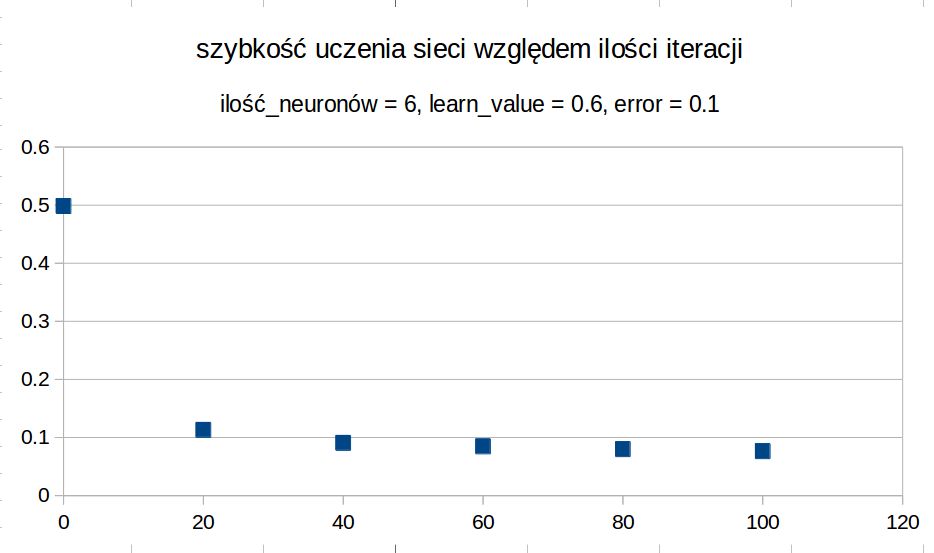 szybkość uczenia sieci względem ilości iteracji
ilość_neuronów = 6, learn_value = 0.6, error = 0.1
0.6
0.5
0.4
0.3
0.2
0.1
0
0 20 40 60 80 100 120